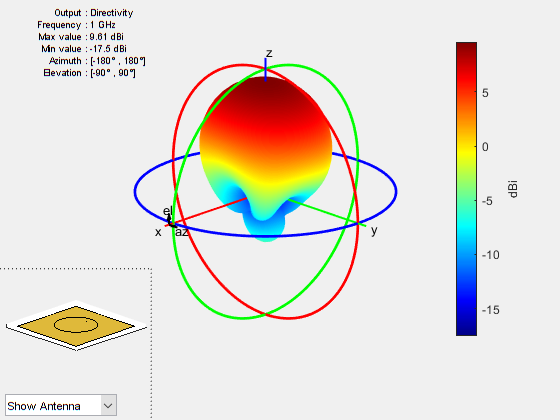 Output : Directivity
Frequency : 1 GHz
Max value : 9.61 dBi
Min value : -17.5 dBi
Azimuth : [-180° , 180°]
Elevation : [-90° , 90°]
z
el
az
x
y
5
0
-5
-10
-15
dBi
Show Antenna